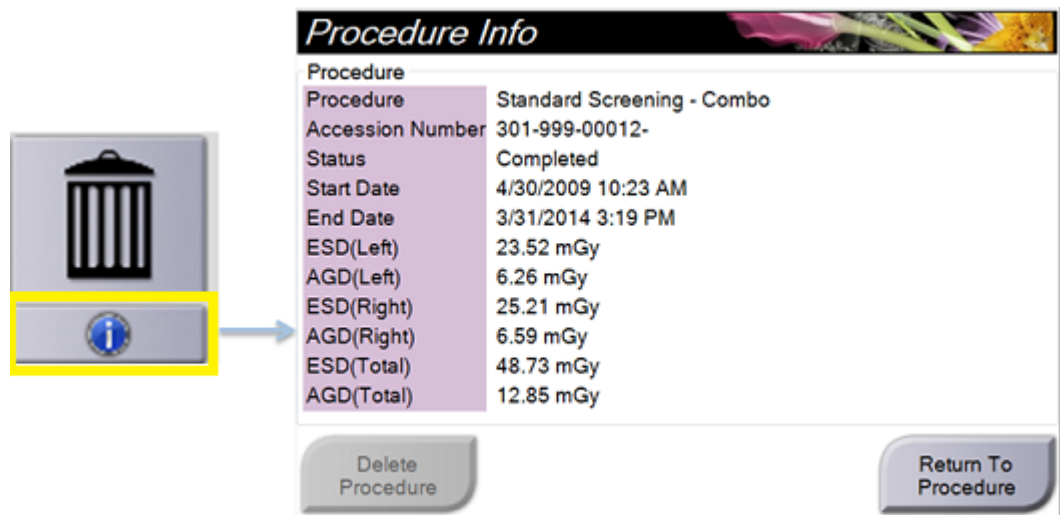 Procedure Info
Procedure
Procedure Standard Screening - Combo
Accession Number 301-999-00012-
Status Completed
Start Date 4/30/2009 10:23 AM
End Date 3/31/2014 3:19 PM
ESD(Left) 23.52 mGy
AGD(Left) 6.26 mGy
ESD(Right) 25.21 mGy
AGD(Right) 6.59 mGy
ESD(Total) 48.73 mGy
AGD(Total) 12.85 mGy
Delete
Procedure
Return To
Procedure